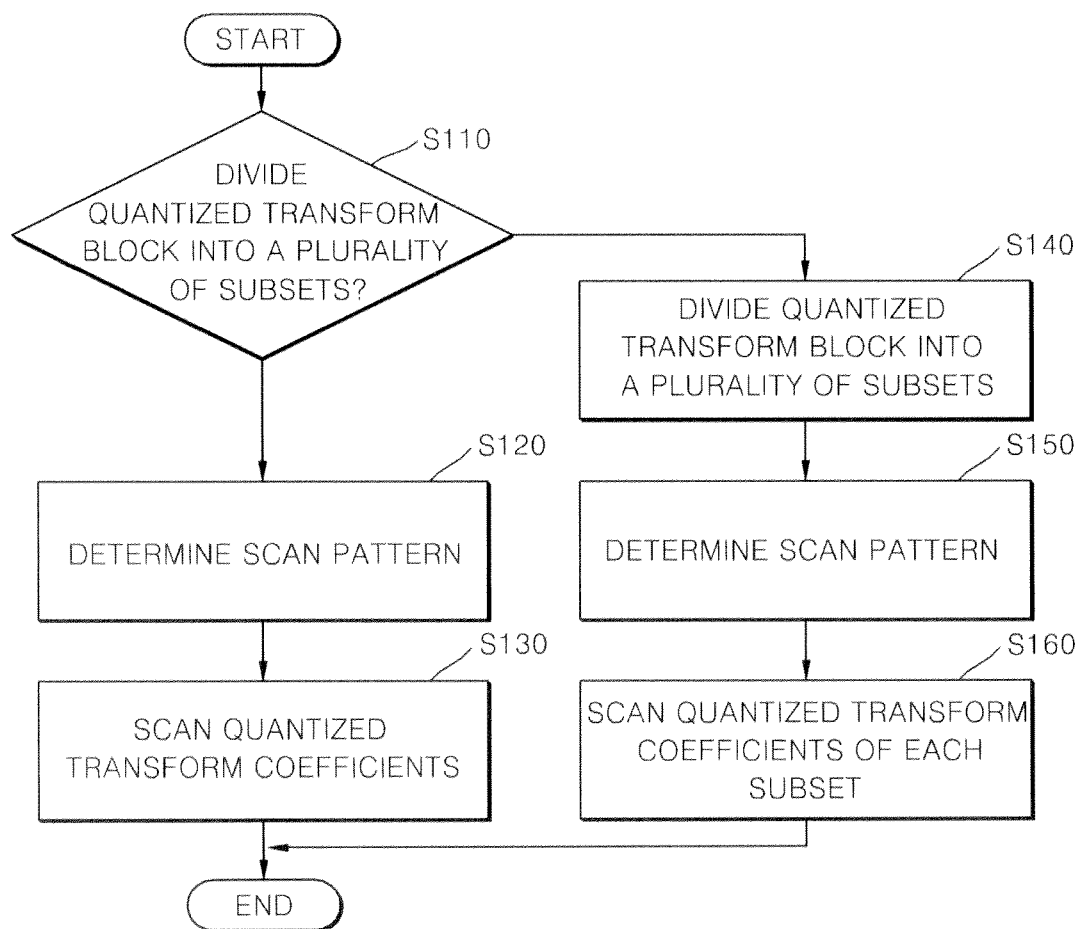 START
S110
DIVIDE
QUANTIZED TRANSFORM
BLOCK INTO A PLURALITY
OF SUBSETS?
S140
DIVIDE QUANTIZED
TRANSFORM BLOCK INTO
A PLURALITY OF SUBSETS
S120
DETERMINE SCAN PATTERN
S150
DETERMINE SCAN PATTERN
S130
SCAN QUANTIZED
TRANSFORM COEFFICIENTS
S160
SCAN QUANTIZED TRANSFORM
COEFFICIENTS OF EACH
SUBSET
END